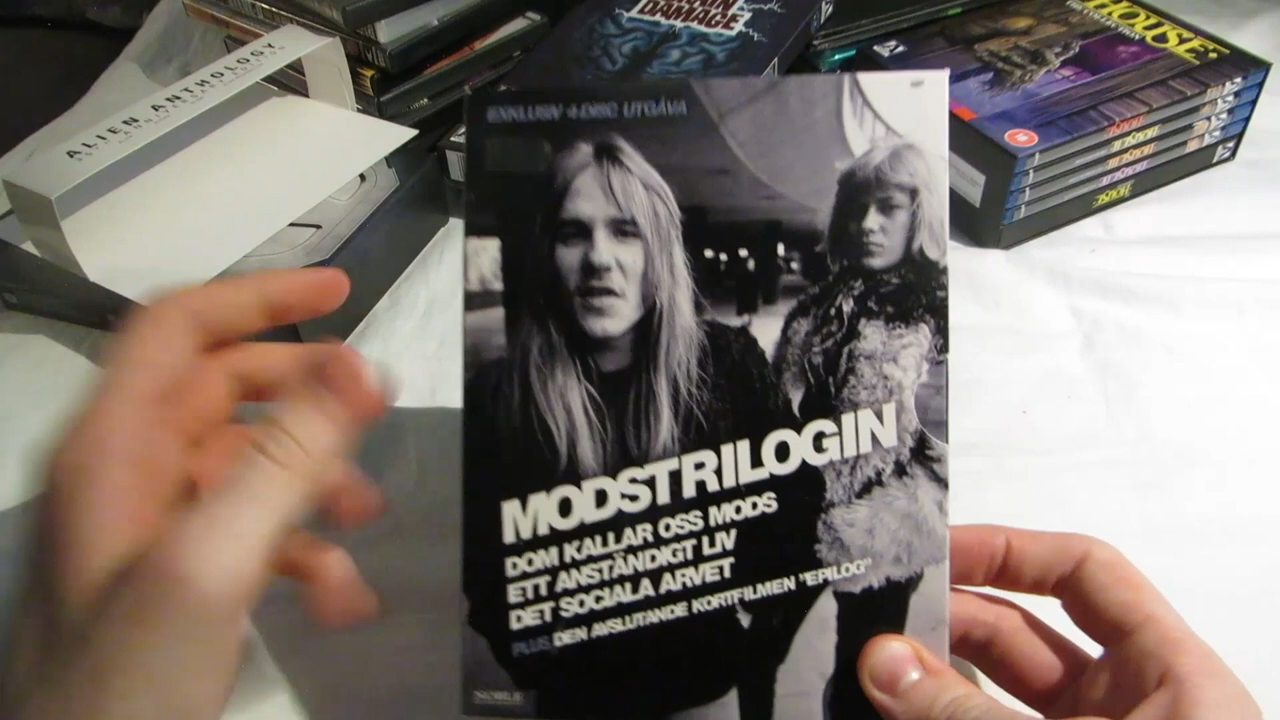 ALIEN ANTHOLOGY
DAMAGE
HOUSE:
18
EXKLUSIV 4-DISC UTGÅVA
MODSTRILOGIN
DOM KALLAR OSS MODS
ETT ANSTÄNDIGT LIV
DET SOCIALA ARVET
PLUS DEN AVSLUTANDE KORTFILMEN "EPILOG"